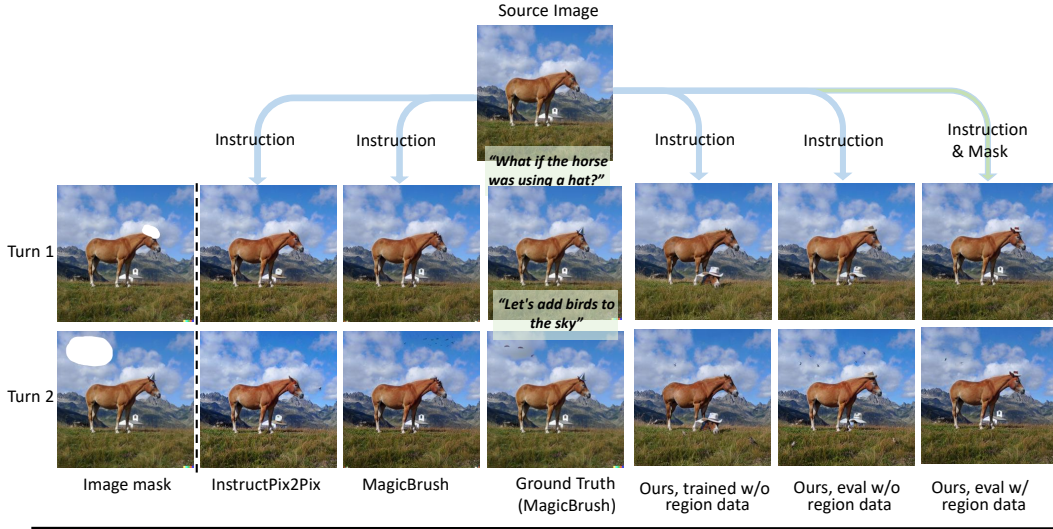 Source Image
Instruction
Instruction
Instruction
Instruction
Instruction
& Mask
“What if the horse
was using a hat?”
Turn 1
“Let's add birds to
the sky”
Turn 2
Image mask
InstructPix2Pix
MagicBrush
Ground Truth
(MagicBrush)
Ours, trained w/o
region data
Ours, eval w/o
region data
Ours, eval w/
region data